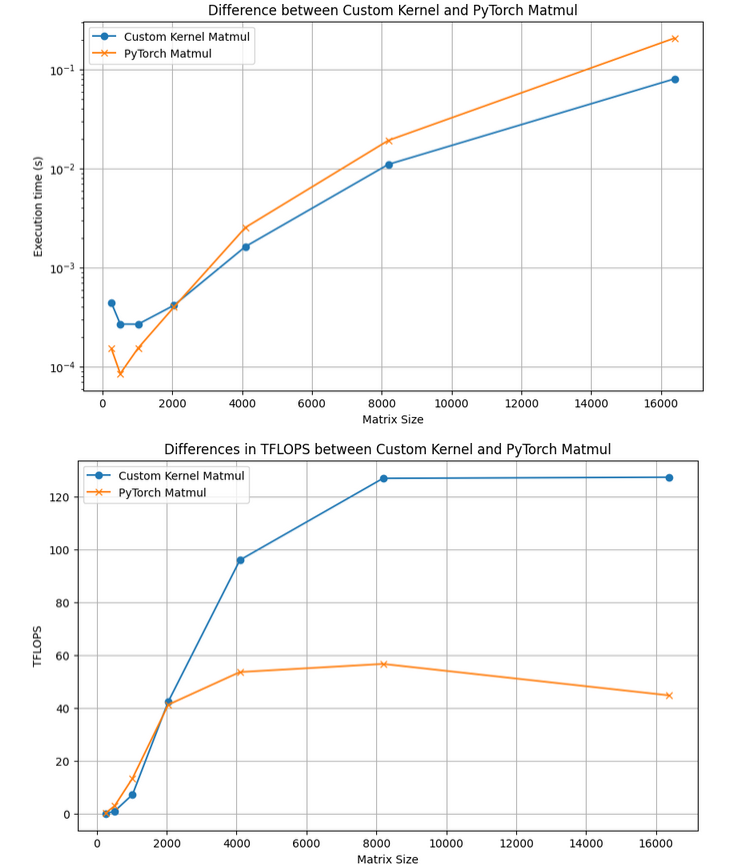 Difference between Custom Kernel and PyTorch Matmul
Custom Kernel Matmul
PyTorch Matmul
10⁻¹
10⁻²
10⁻³
10⁻⁴
Execution time (s)
0 2000 4000 6000 8000 10000 12000 14000 16000
Matrix Size
Differences in TFLOPS between Custom Kernel and PyTorch Matmul
Custom Kernel Matmul
PyTorch Matmul
120
100
80
60
40
20
0
TFLOPS
0 2000 4000 6000 8000 10000 12000 14000 16000
Matrix Size